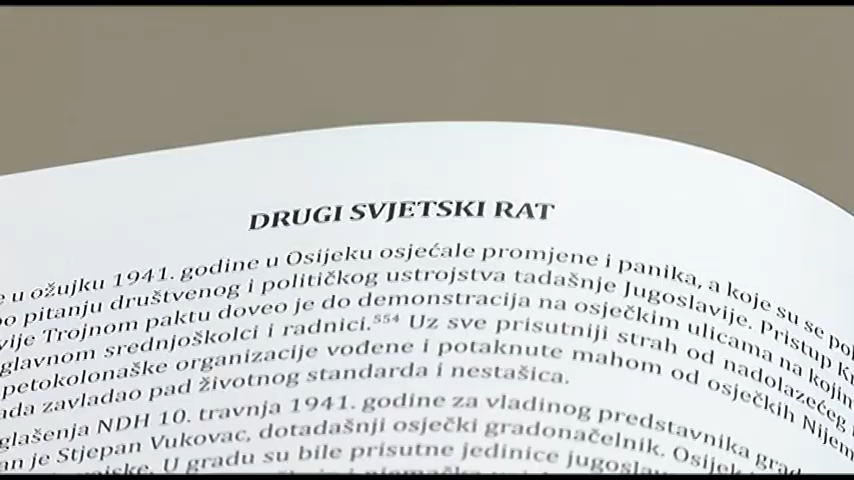 DRUGI SVJETSKI RAT
e u ožujku 1941. godine u Osijeku osjećale promjene i panika, a koje su se pol
po pitanju društvenog i političkog ustrojstva tadašnje Jugoslavije. Pristup Kr
vije Trojnom paktu doveo je do demonstracija na osječkim ulicama na kojim
glavnom srednjoškolci i radnici.⁵⁵⁴ Uz sve prisutniji strah od nadolazećeg
petokolonaške organizacije vođene i potaknute mahom od osječkih Nijem
ada zavladao pad životnog standarda i nestašica.
glašenja NDH 10. travnja 1941. godine za vladinog predstavnika grad
an je Stjepan Vukovac, dotadašnji osječki gradonačelnik. Osijek
vojske. U gradu su bile prisutne jedinice jugoslav